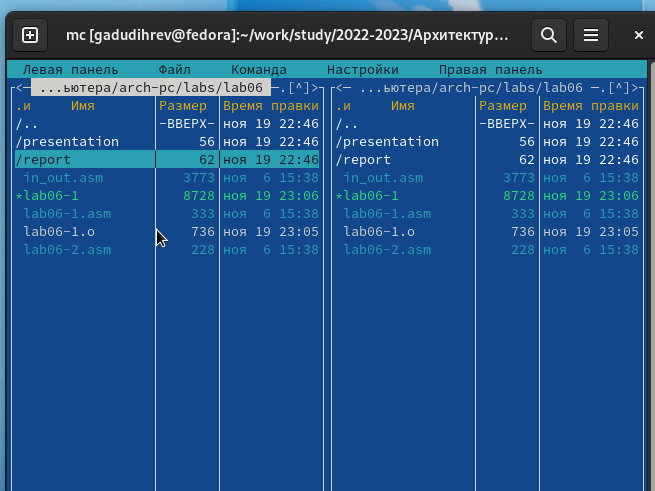 mc [gadudihrev@fedora]:~/work/study/2022-2023/Архитектур...
Левая панель Файл Команда Настройки Правая панель
<─ ...ьютера/arch-pc/labs/lab06 ─.[^]> <─ ...ьютера/arch-pc/labs/lab06 ─.[^]>
.и Имя Размер Время правки .и Имя Размер Время правки
/.. -ВВЕРХ- ноя 19 22:46 /.. -ВВЕРХ- ноя 19 22:46
/presentation 56 ноя 19 22:46 /presentation 56 ноя 19 22:46
/report 62 ноя 19 22:46 /report 62 ноя 19 22:46
in_out.asm 3773 ноя 6 15:38 in_out.asm 3773 ноя 6 15:38
*lab06-1 8728 ноя 19 23:06 *lab06-1 8728 ноя 19 23:06
lab06-1.asm 333 ноя 6 15:38 lab06-1.asm 333 ноя 6 15:38
lab06-1.o 736 ноя 19 23:05 lab06-1.o 736 ноя 19 23:05
lab06-2.asm 228 ноя 6 15:38 lab06-2.asm 228 ноя 6 15:38